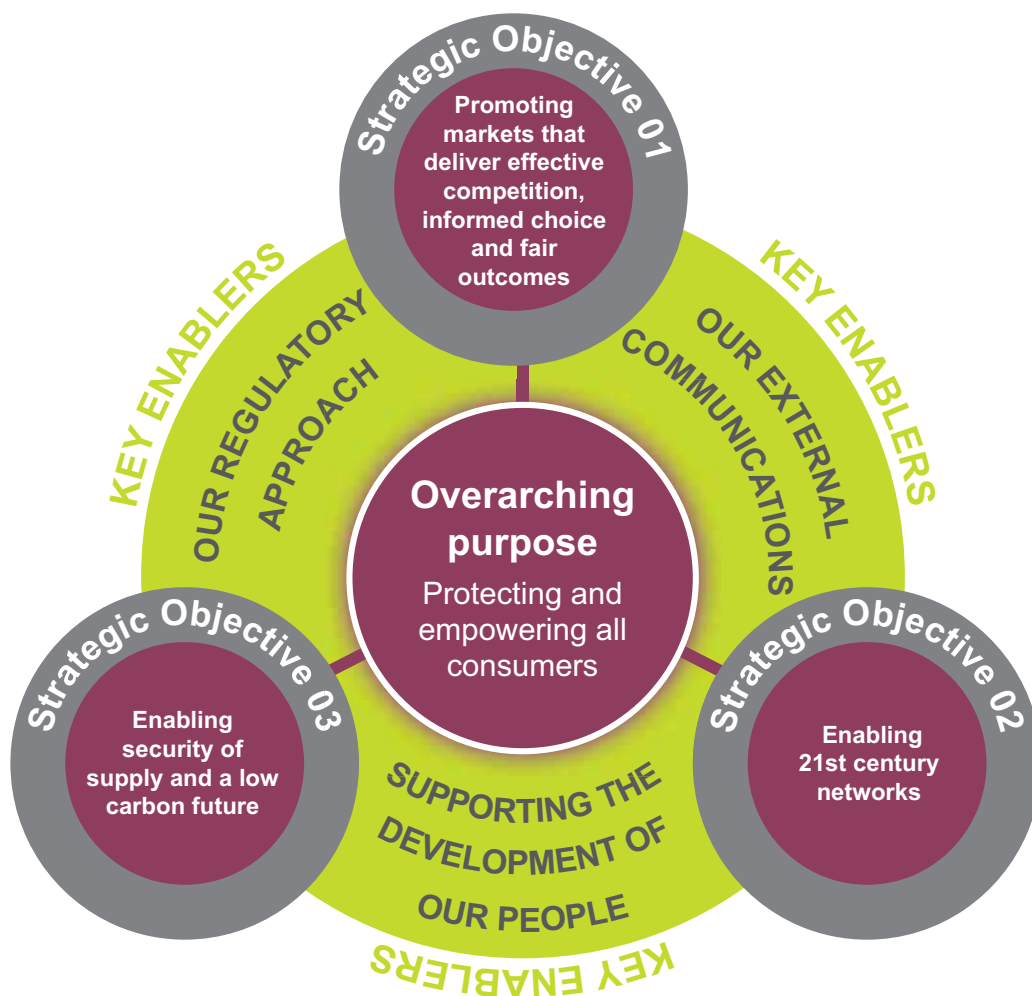 Strategic Objective 01
Promoting
markets that
deliver effective
competition,
informed choice
and fair
outcomes
KEY ENABLERS
OUR REGULATORY
APPROACH
KEY ENABLERS
OUR EXTERNAL
COMMUNICATIONS
Overarching
purpose
Protecting and
empowering all
consumers
Strategic Objective 03
Enabling
security of
supply and a low
carbon future
Strategic Objective 02
Enabling
21st century
networks
SUPPORTING THE
DEVELOPMENT OF
OUR PEOPLE
KEY ENABLERS